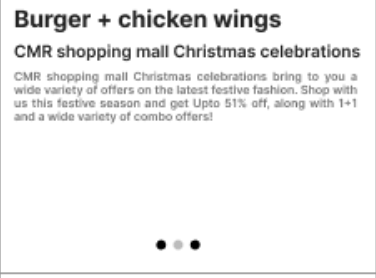 Burger + chicken wings
CMR shopping mall Christmas celebrations
CMR shopping mall Christmas celebrations bring to you a
wide variety of offers on the latest festive fashion. Shop with
us this festive season and get Upto 51% off, along with 1+1
and a wide variety of combo offers!